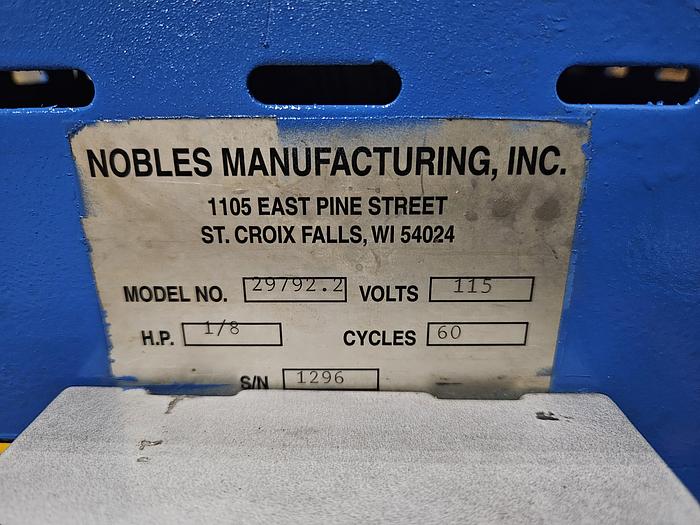 NOBLES MANUFACTURING, INC.
1105 EAST PINE STREET
ST. CROIX FALLS, WI 54024
MODEL NO. 29792.2 VOLTS 115
H.P. 1/8 CYCLES 60
S/N 1296